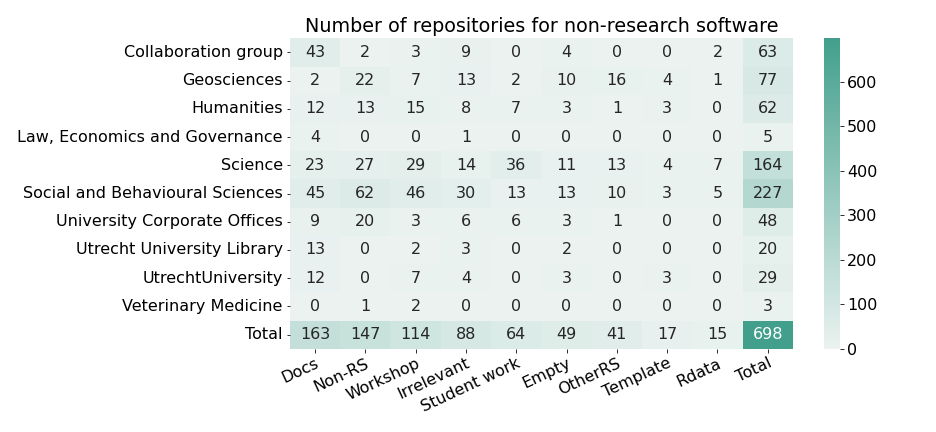 Number of repositories for non-research software
Collaboration group 43 2 3 9 0 4 0 0 2 63
Geosciences 2 22 7 13 2 10 16 4 1 77
Humanities 12 13 15 8 7 3 1 3 0 62
Law, Economics and Governance 4 0 0 1 0 0 0 0 0 5
Science 23 27 29 14 36 11 13 4 7 164
Social and Behavioural Sciences 45 62 46 30 13 13 10 3 5 227
University Corporate Offices 9 20 3 6 6 3 1 0 0 48
Utrecht University Library 13 0 2 3 0 2 0 0 0 20
UtrechtUniversity 12 0 7 4 0 3 0 3 0 29
Veterinary Medicine 0 1 2 0 0 0 0 0 0 3
Total 163 147 114 88 64 49 41 17 15 698
Docs Non-RS Workshop Irrelevant Student work Empty OtherRS Template Rdata Total
600
500
400
300
200
100
0